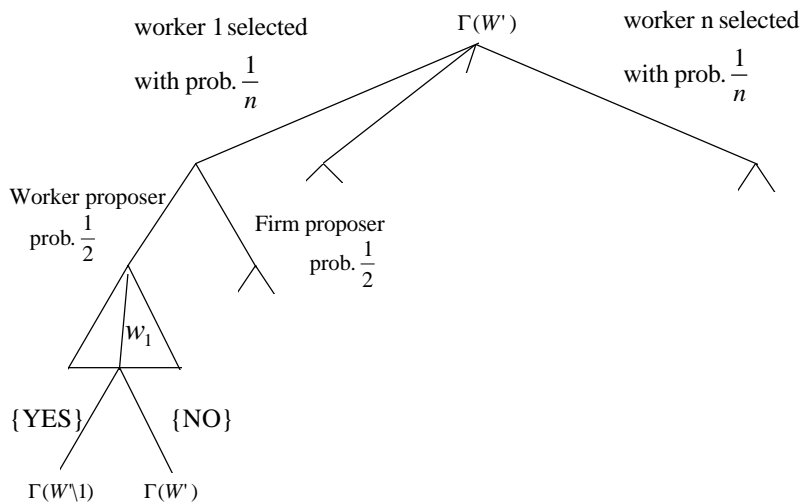 Γ(W')
worker 1 selected
with prob. 1/n
worker n selected
with prob. 1/n
Worker proposer
prob. 1/2
Firm proposer
prob. 1/2
w₁
{YES}
{NO}
Γ(W'\1)
Γ(W')